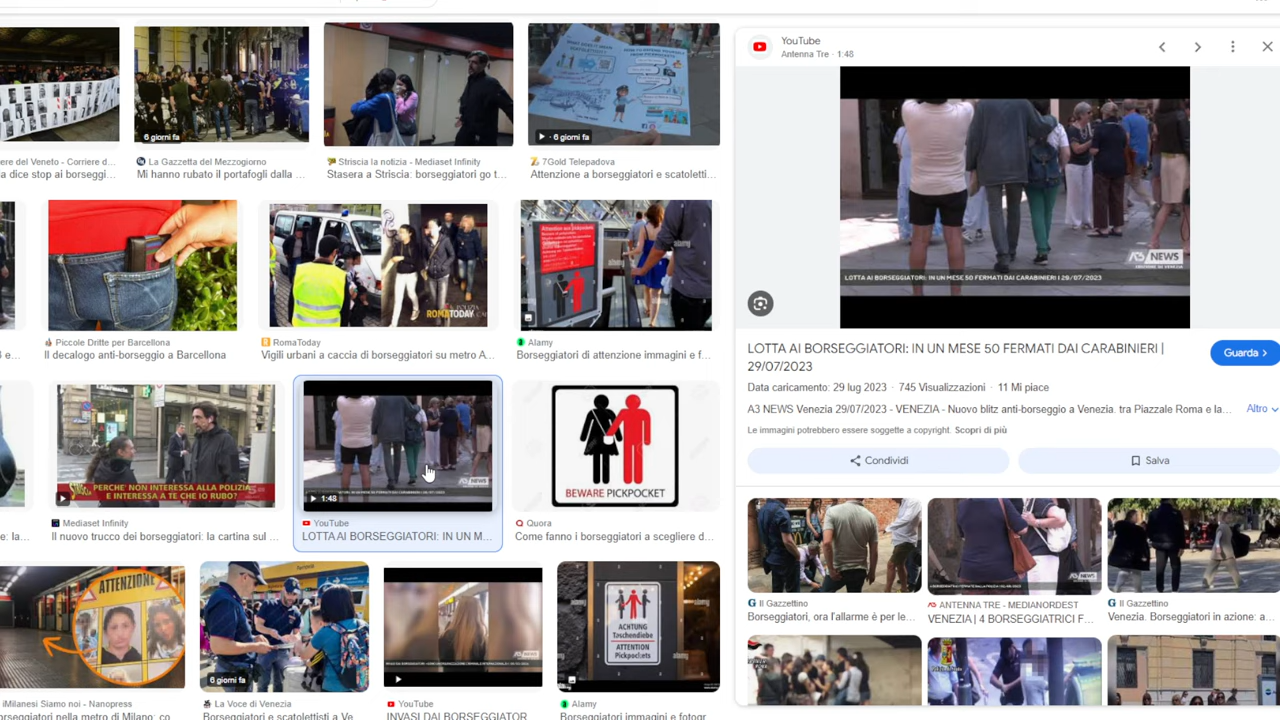 6 giorni fa
6 giorni fa
ere del Veneto - Corriere d...
a dice stop ai borseggi...
La Gazzetta del Mezzogiorno
Mi hanno rubato il portafogli dalla ...
Striscia la notizia - Mediaset Infinity
Stasera a Striscia: borseggiatori go t...
7Gold Telepadova
Attenzione a borseggiatori e scatoletti...
ROMATODAY
alamy
e...
Piccole Dritte per Barcellona
Il decalogo anti-borseggio a Barcellona
RomaToday
Vigili urbani a caccia di borseggiatori su metro A...
Alamy
Borseggiatori di attenzione immagini e f...
PERCHE' NON INTERESSA ALLA POLIZIA
E INTERESSA A TE CHE IO RUBO?
1:48
BEWARE PICKPOCKET
e: la...
Mediaset Infinity
Il nuovo trucco dei borseggiatori: la cartina sul ...
YouTube
LOTTA AI BORSEGGIATORI: IN UN M...
Quora
Come fanno i borseggiatori a scegliere d...
ATTENZIONE
6 giorni fa
ACHTUNG
Taschendiebe
ATTENTION
Pickpockets
alamy
iMilanesi Siamo noi - Nanopress
orseggiatori nella metro di Milano: co
La Voce di Venezia
Borseggiatori e scatolettisti a Ve
YouTube
INVASI DAI BORSEGGIATOR
Alamy
Borseggiatori immagini e fotogr
YouTube
Antenna Tre · 1:48
A3 NEWS
LOTTA AI BORSEGGIATORI: IN UN MESE 50 FERMATI DAI CARABINIERI | 29/07/2023
LOTTA AI BORSEGGIATORI: IN UN MESE 50 FERMATI DAI CARABINIERI |
29/07/2023
Guarda
Data caricamento: 29 lug 2023 · 745 Visualizzazioni · 11 Mi piace
A3 NEWS Venezia 29/07/2023 - VENEZIA - Nuovo blitz anti-borseggio a Venezia. tra Piazzale Roma e la...
Altro
Le immagini potrebbero essere soggette a copyright. Scopri di più
Condividi
Salva
Il Gazzettino
Borseggiatori, ora l'allarme è per le...
ANTENNA TRE - MEDIANORDEST
VENEZIA | 4 BORSEGGIATRICI F...
Il Gazzettino
Venezia. Borseggiatori in azione: a...